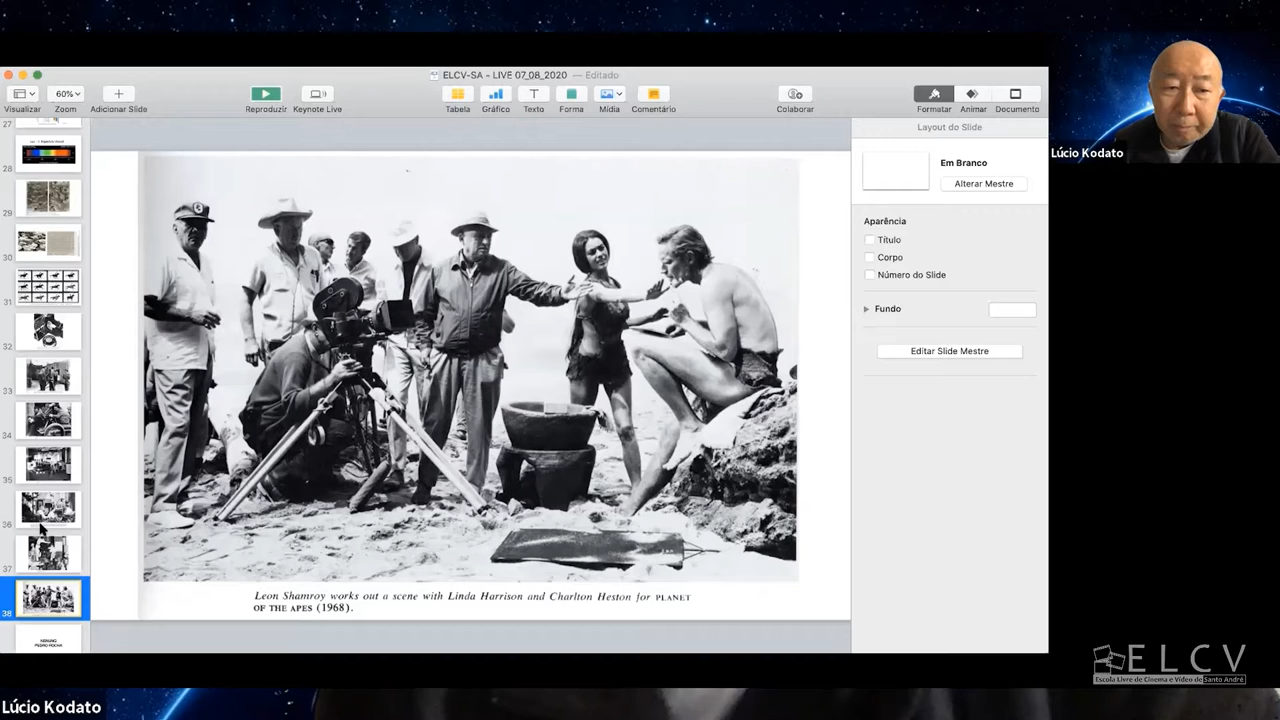 ELCV-SA - LIVE 07_08_2020 — Editado
Visualizar
60%
Zoom
Adicionar Slide
Reproduzir
Keynote Live
Tabela
Gráfico
Texto
Forma
Mídia
Comentário
Colaborar
Formatar
Animar
Documento
27
28
29
30
31
32
33
34
35
36
37
38
Layout do Slide
Em Branco
Alterar Mestre
Aparência
Título
Corpo
Número do Slide
Fundo
Editar Slide Mestre
Leon Shamroy works out a scene with Linda Harrison and Charlton Heston for PLANET
OF THE APES (1968).
Lúcio Kodato
ELCV
Escola Livre de Cinema e Vídeo de Santo André
Lúcio Kodato